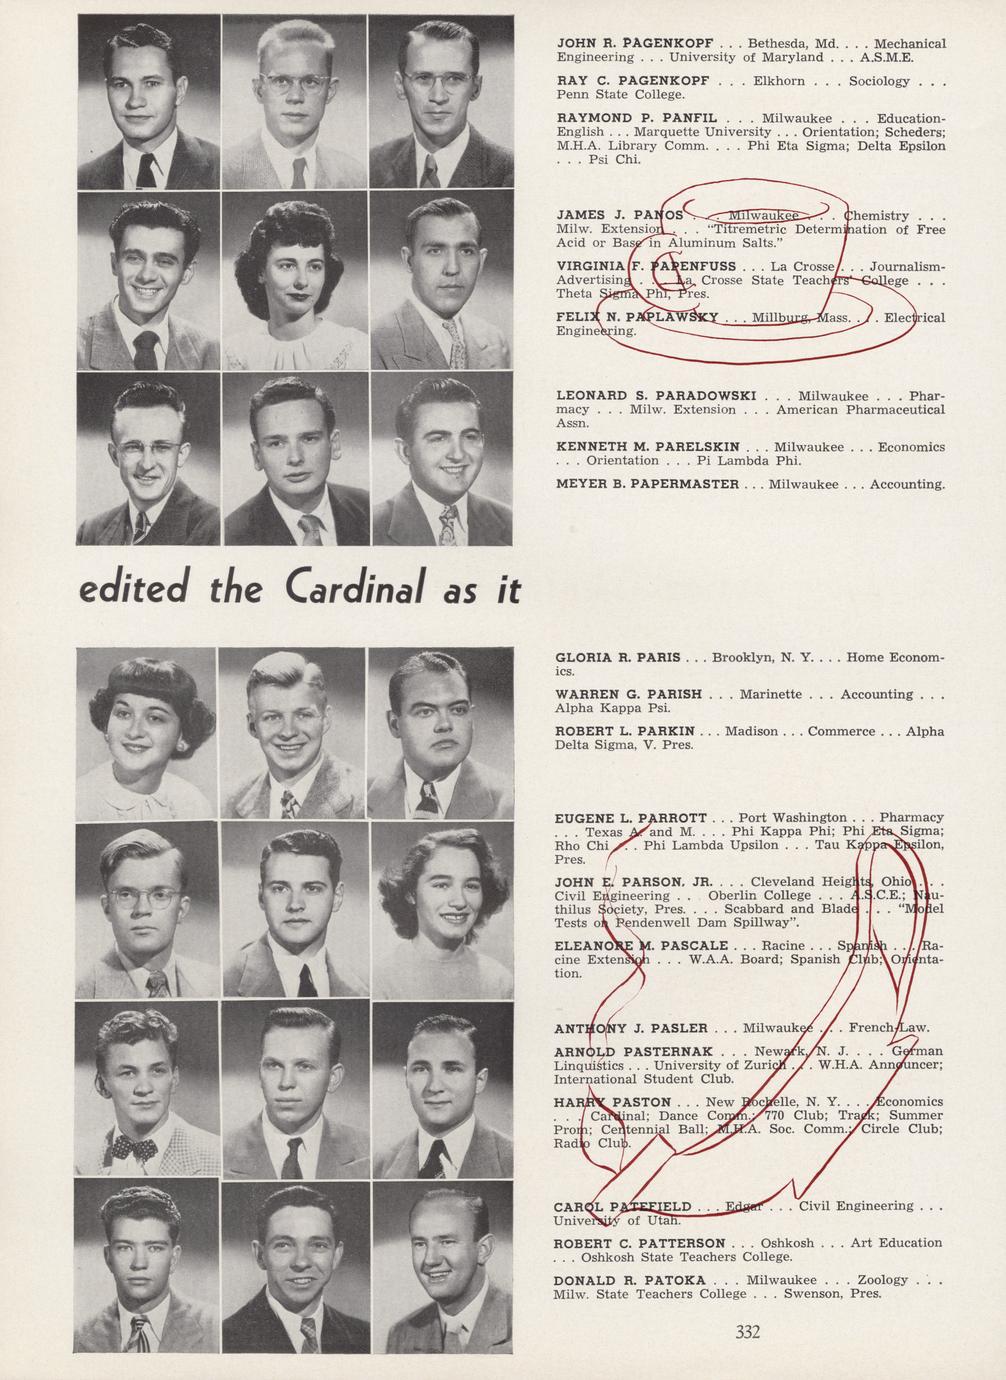 JOHN R. PAGENKOPF . . . Bethesda, Md. . . . Mechanical
Engineering . . . University of Maryland . . . A.S.M.E.
RAY C. PAGENKOPF . . . Elkhorn . . . Sociology . . .
Penn State College.
RAYMOND P. PANFIL . . . Milwaukee . . . Education-
English . . . Marquette University . . . Orientation; Scheders;
M.H.A. Library Comm. . . . Phi Eta Sigma; Delta Epsilon
. . . Psi Chi.
JAMES J. PANOS . . . Milwaukee . . . Chemistry . . .
Milw. Extension . . . “Titremetric Determination of Free
Acid or Base in Aluminum Salts.”
VIRGINIA F. PAPENFUSS . . . La Crosse . . . Journalism-
Advertising . . . La Crosse State Teachers College . . .
Theta Sigma Phi, Pres.
FELIX N. PAPLAWSKY . . . Millburg, Mass. . . . Electrical
Engineering.
LEONARD S. PARADOWSKI . . . Milwaukee . . . Phar-
macy . . . Milw. Extension . . . American Pharmaceutical
Assn.
KENNETH M. PARELSKIN . . . Milwaukee . . . Economics
. . . Orientation . . . Pi Lambda Phi.
MEYER B. PAPERMASTER . . . Milwaukee . . . Accounting.
edited the Cardinal as it
GLORIA R. PARIS . . . Brooklyn, N. Y. . . . Home Econom-
ics.
WARREN G. PARISH . . . Marinette . . . Accounting . . .
Alpha Kappa Psi.
ROBERT L. PARKIN . . . Madison . . . Commerce . . . Alpha
Delta Sigma, V. Pres.
EUGENE L. PARROTT . . . Port Washington . . . Pharmacy
. . . Texas A. and M. . . . Phi Kappa Phi; Phi Eta Sigma;
Rho Chi . . . Phi Lambda Upsilon . . . Tau Kappa Epsilon,
Pres.
JOHN E. PARSON, JR. . . . Cleveland Heights, Ohio . . .
Civil Engineering . . . Oberlin College . . . A.S.C.E.; Nau-
thilus Society, Pres. . . . Scabbard and Blade . . . “Model
Tests on Pendenwell Dam Spillway”.
ELEANORE M. PASCALE . . . Racine . . . Spanish . . . Ra-
cine Extension . . . W.A.A. Board; Spanish Club; Orienta-
tion.
ANTHONY J. PASLER . . . Milwaukee . . . French-Law.
ARNOLD PASTERNAK . . . Newark, N. J. . . . German
Linquistics . . . University of Zurich . . . W.H.A. Announcer;
International Student Club.
HARRY PASTON . . . New Rochelle, N. Y. . . . Economics
. . . Cardinal; Dance Comm.; 770 Club; Track; Summer
Prom; Centennial Ball; M.H.A. Soc. Comm.; Circle Club;
Radio Club.
CAROL PATEFIELD . . . Edgar . . . Civil Engineering . . .
University of Utah.
ROBERT C. PATTERSON . . . Oshkosh . . . Art Education
. . . Oshkosh State Teachers College.
DONALD R. PATOKA . . . Milwaukee . . . Zoology . . .
Milw. State Teachers College . . . Swenson, Pres.
332